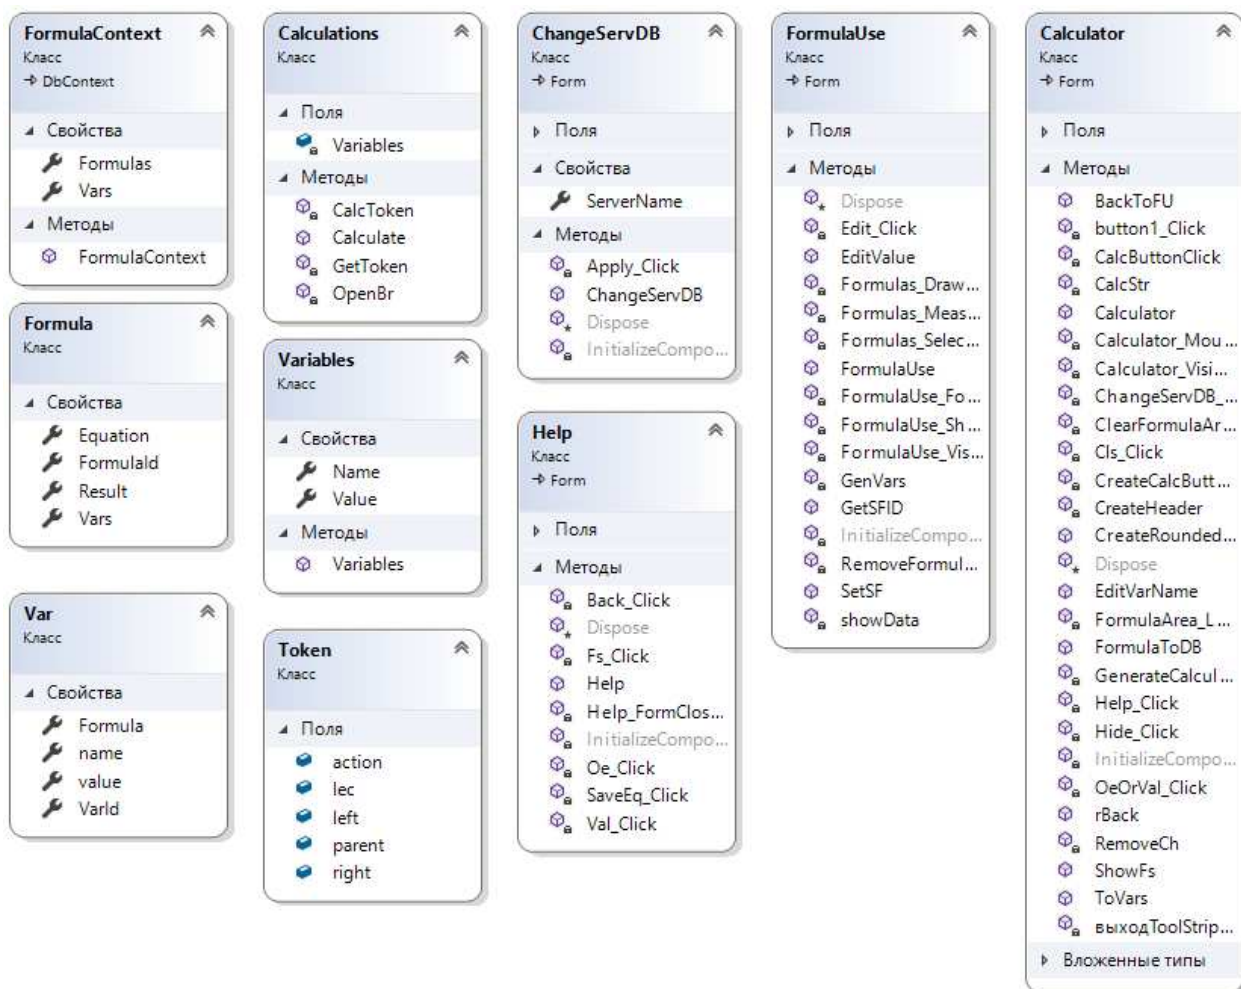 FormulaContext
Класс
→ DbContext
Свойства
Formulas
Vars
Методы
FormulaContext
Formula
Класс
Свойства
Equation
FormulaId
Result
Vars
Var
Класс
Свойства
Formula
name
value
VarId
Calculations
Класс
Поля
Variables
Методы
CalcToken
Calculate
GetToken
OpenBr
Variables
Класс
Свойства
Name
Value
Методы
Variables
Token
Класс
Поля
action
lec
left
parent
right
ChangeServDB
Класс
→ Form
Поля
Свойства
ServerName
Методы
Apply_Click
ChangeServDB
Dispose
InitializeCompo...
Help
Класс
→ Form
Поля
Методы
Back_Click
Dispose
Fs_Click
Help
Help_FormClos...
InitializeCompo...
Oe_Click
SaveEq_Click
Val_Click
FormulaUse
Класс
→ Form
Поля
Методы
Dispose
Edit_Click
EditValue
Formulas_Draw...
Formulas_Meas...
Formulas_Selec...
FormulaUse
FormulaUse_Fo...
FormulaUse_Sh...
FormulaUse_Vis...
GenVars
GetSFID
InitializeCompo...
RemoveFormul...
SetSF
showData
Calculator
Класс
→ Form
Поля
Методы
BackToFU
button1_Click
CalcButtonClick
CalcStr
Calculator
Calculator_Mou...
Calculator_Visi...
ChangeServDB_...
ClearFormulaAr...
Cls_Click
CreateCalcButt...
CreateHeader
CreateRounded...
Dispose
EditVarName
FormulaArea_L...
FormulaToDB
GenerateCalcul...
Help_Click
Hide_Click
InitializeCompo...
OeOrVal_Click
rBack
RemoveCh
ShowFs
ToVars
выходToolStrip...
Вложенные типы